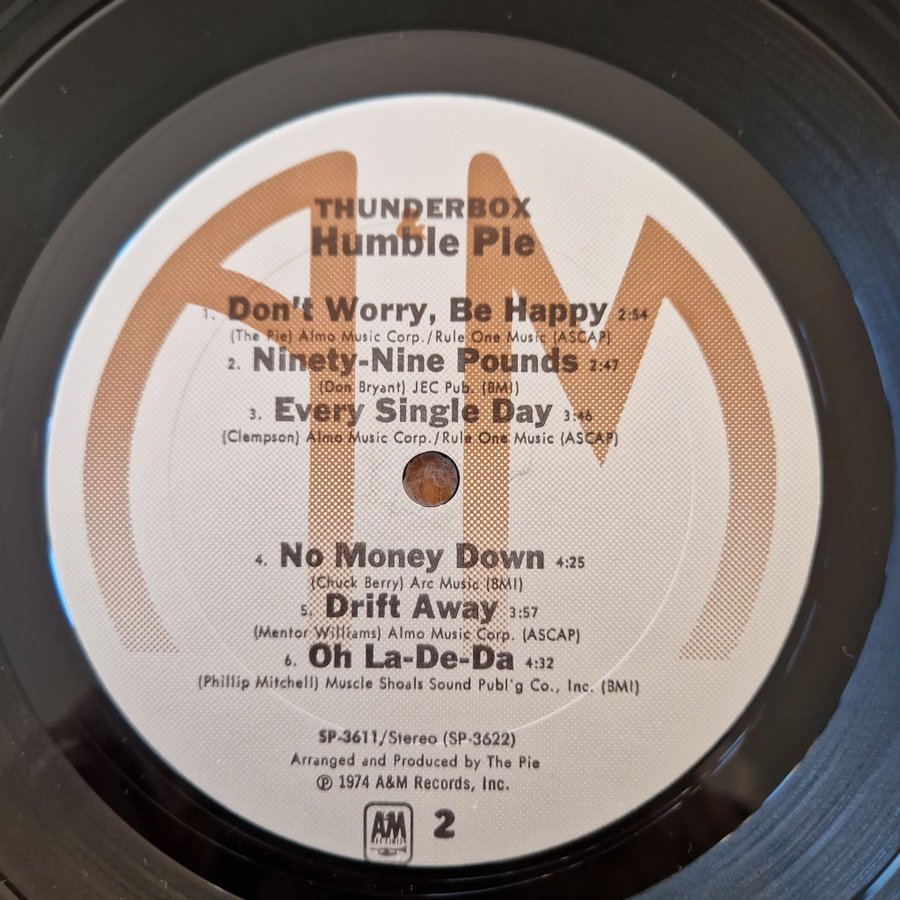 THUNDERBOX
Humble Pie
1. Don't Worry, Be Happy 2:54
(The Pie) Almo Music Corp./Rule One Music (ASCAP)
2. Ninety-Nine Pounds 2:47
(Don Bryant) JEC Pub. (BMI)
3. Every Single Day 3:46
(Clempson) Almo Music Corp./Rule One Music (ASCAP)
4. No Money Down 4:25
(Chuck Berry) Arc Music (BMI)
5. Drift Away 3:57
(Mentor Williams) Almo Music Corp. (ASCAP)
6. Oh La-De-Da 4:32
(Phillip Mitchell) Muscle Shoals Sound Publ'g Co., Inc. (BMI)
SP-3611/Stereo (SP-3622)
Arranged and Produced by The Pie
℗ 1974 A&M Records, Inc.
A&M RECORDS 2